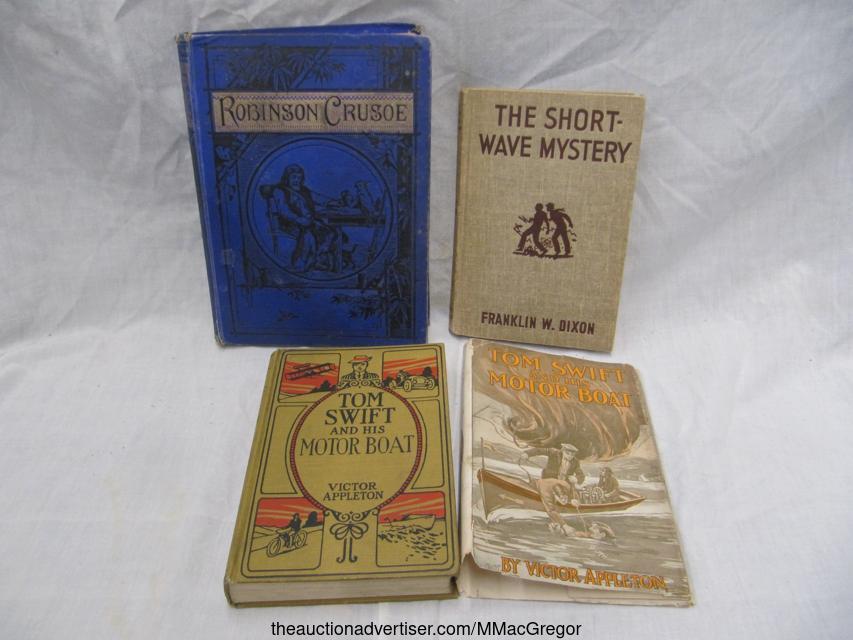 ROBINSON CRUSOE
THE SHORT-
WAVE MYSTERY
FRANKLIN W. DIXON
TOM
SWIFT
AND HIS
MOTOR BOAT
VICTOR
APPLETON
TOM SWIFT
AND HIS
MOTOR BOAT
BY VICTOR APPLETON
theauctionadvertiser.com/MMacGregor